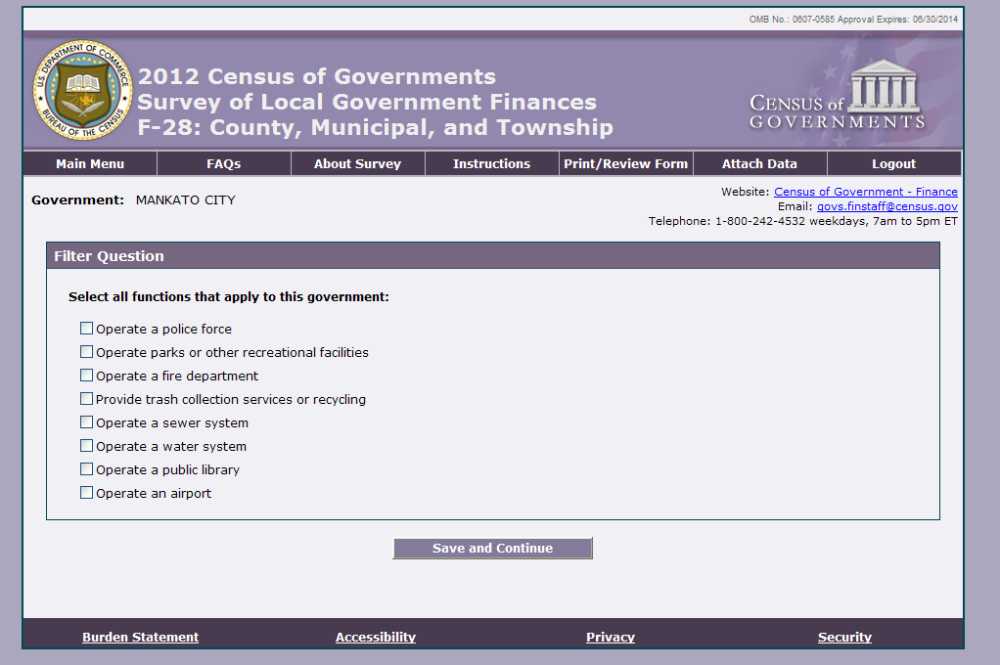 OMB No.: 0607-0585 Approval Expires: 06/30/2014
U.S. DEPARTMENT OF COMMERCE
BUREAU OF THE CENSUS
2012 Census of Governments
Survey of Local Government Finances
F-28: County, Municipal, and Township
CENSUS of
GOVERNMENTS
Main Menu FAQs About Survey Instructions Print/Review Form Attach Data Logout
Government: MANKATO CITY
Website: Census of Government - Finance
Email: govs.finstaff@census.gov
Telephone: 1-800-242-4532 weekdays, 7am to 5pm ET
Filter Question
Select all functions that apply to this government:
Operate a police force
Operate parks or other recreational facilities
Operate a fire department
Provide trash collection services or recycling
Operate a sewer system
Operate a water system
Operate a public library
Operate an airport
Save and Continue
Burden Statement Accessibility Privacy Security